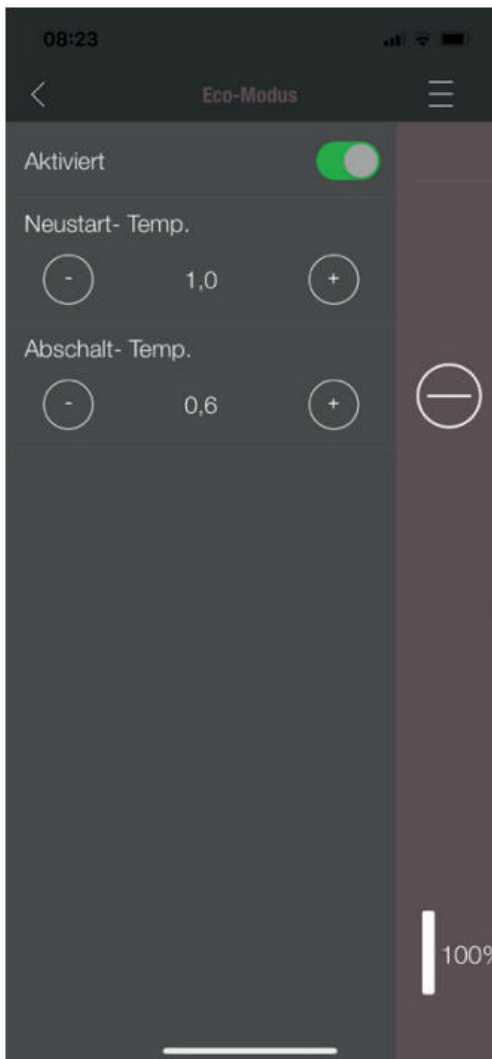 08:23
Eco-Modus
Aktiviert
Neustart- Temp.
- 1,0 +
Abschalt- Temp.
- 0,6 +
100%